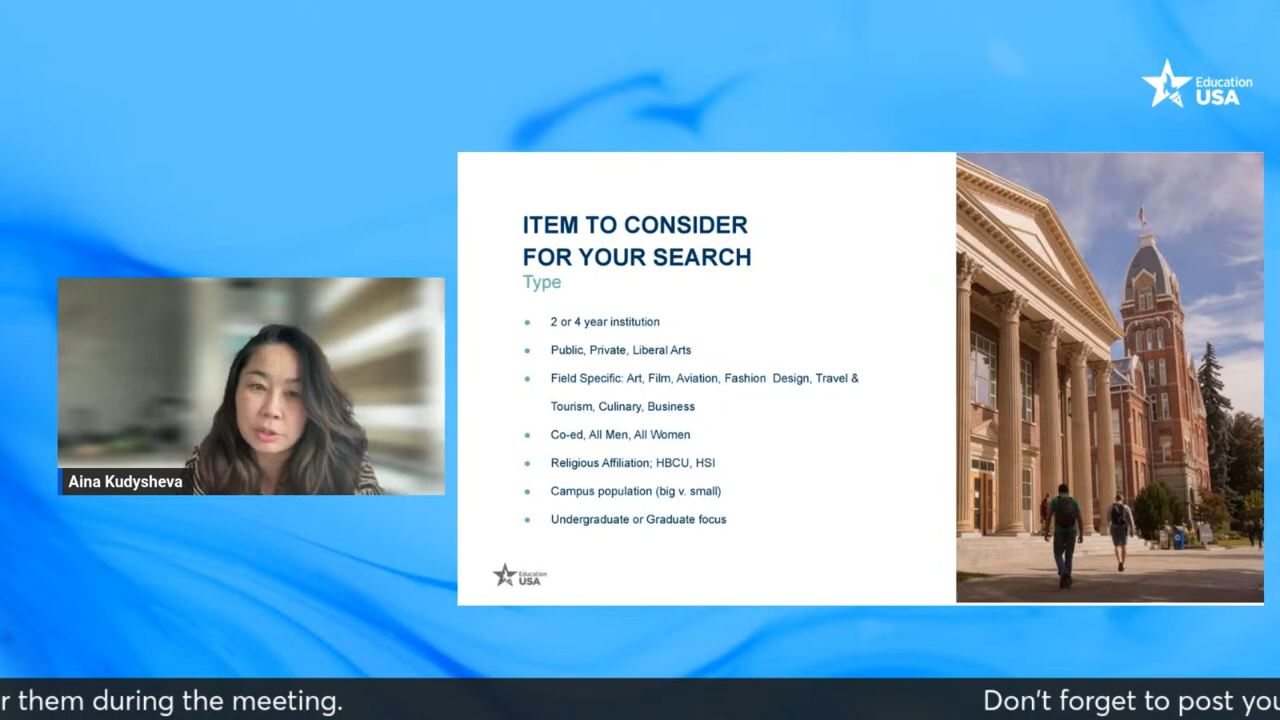 Education
USA
ITEM TO CONSIDER
FOR YOUR SEARCH
Type
• 2 or 4 year institution
• Public, Private, Liberal Arts
• Field Specific: Art, Film, Aviation, Fashion Design, Travel &
Tourism, Culinary, Business
• Co-ed, All Men, All Women
• Religious Affiliation; HBCU, HSI
• Campus population (big v. small)
• Undergraduate or Graduate focus
Education
USA
Aina Kudysheva
r them during the meeting.
Don't forget to post you